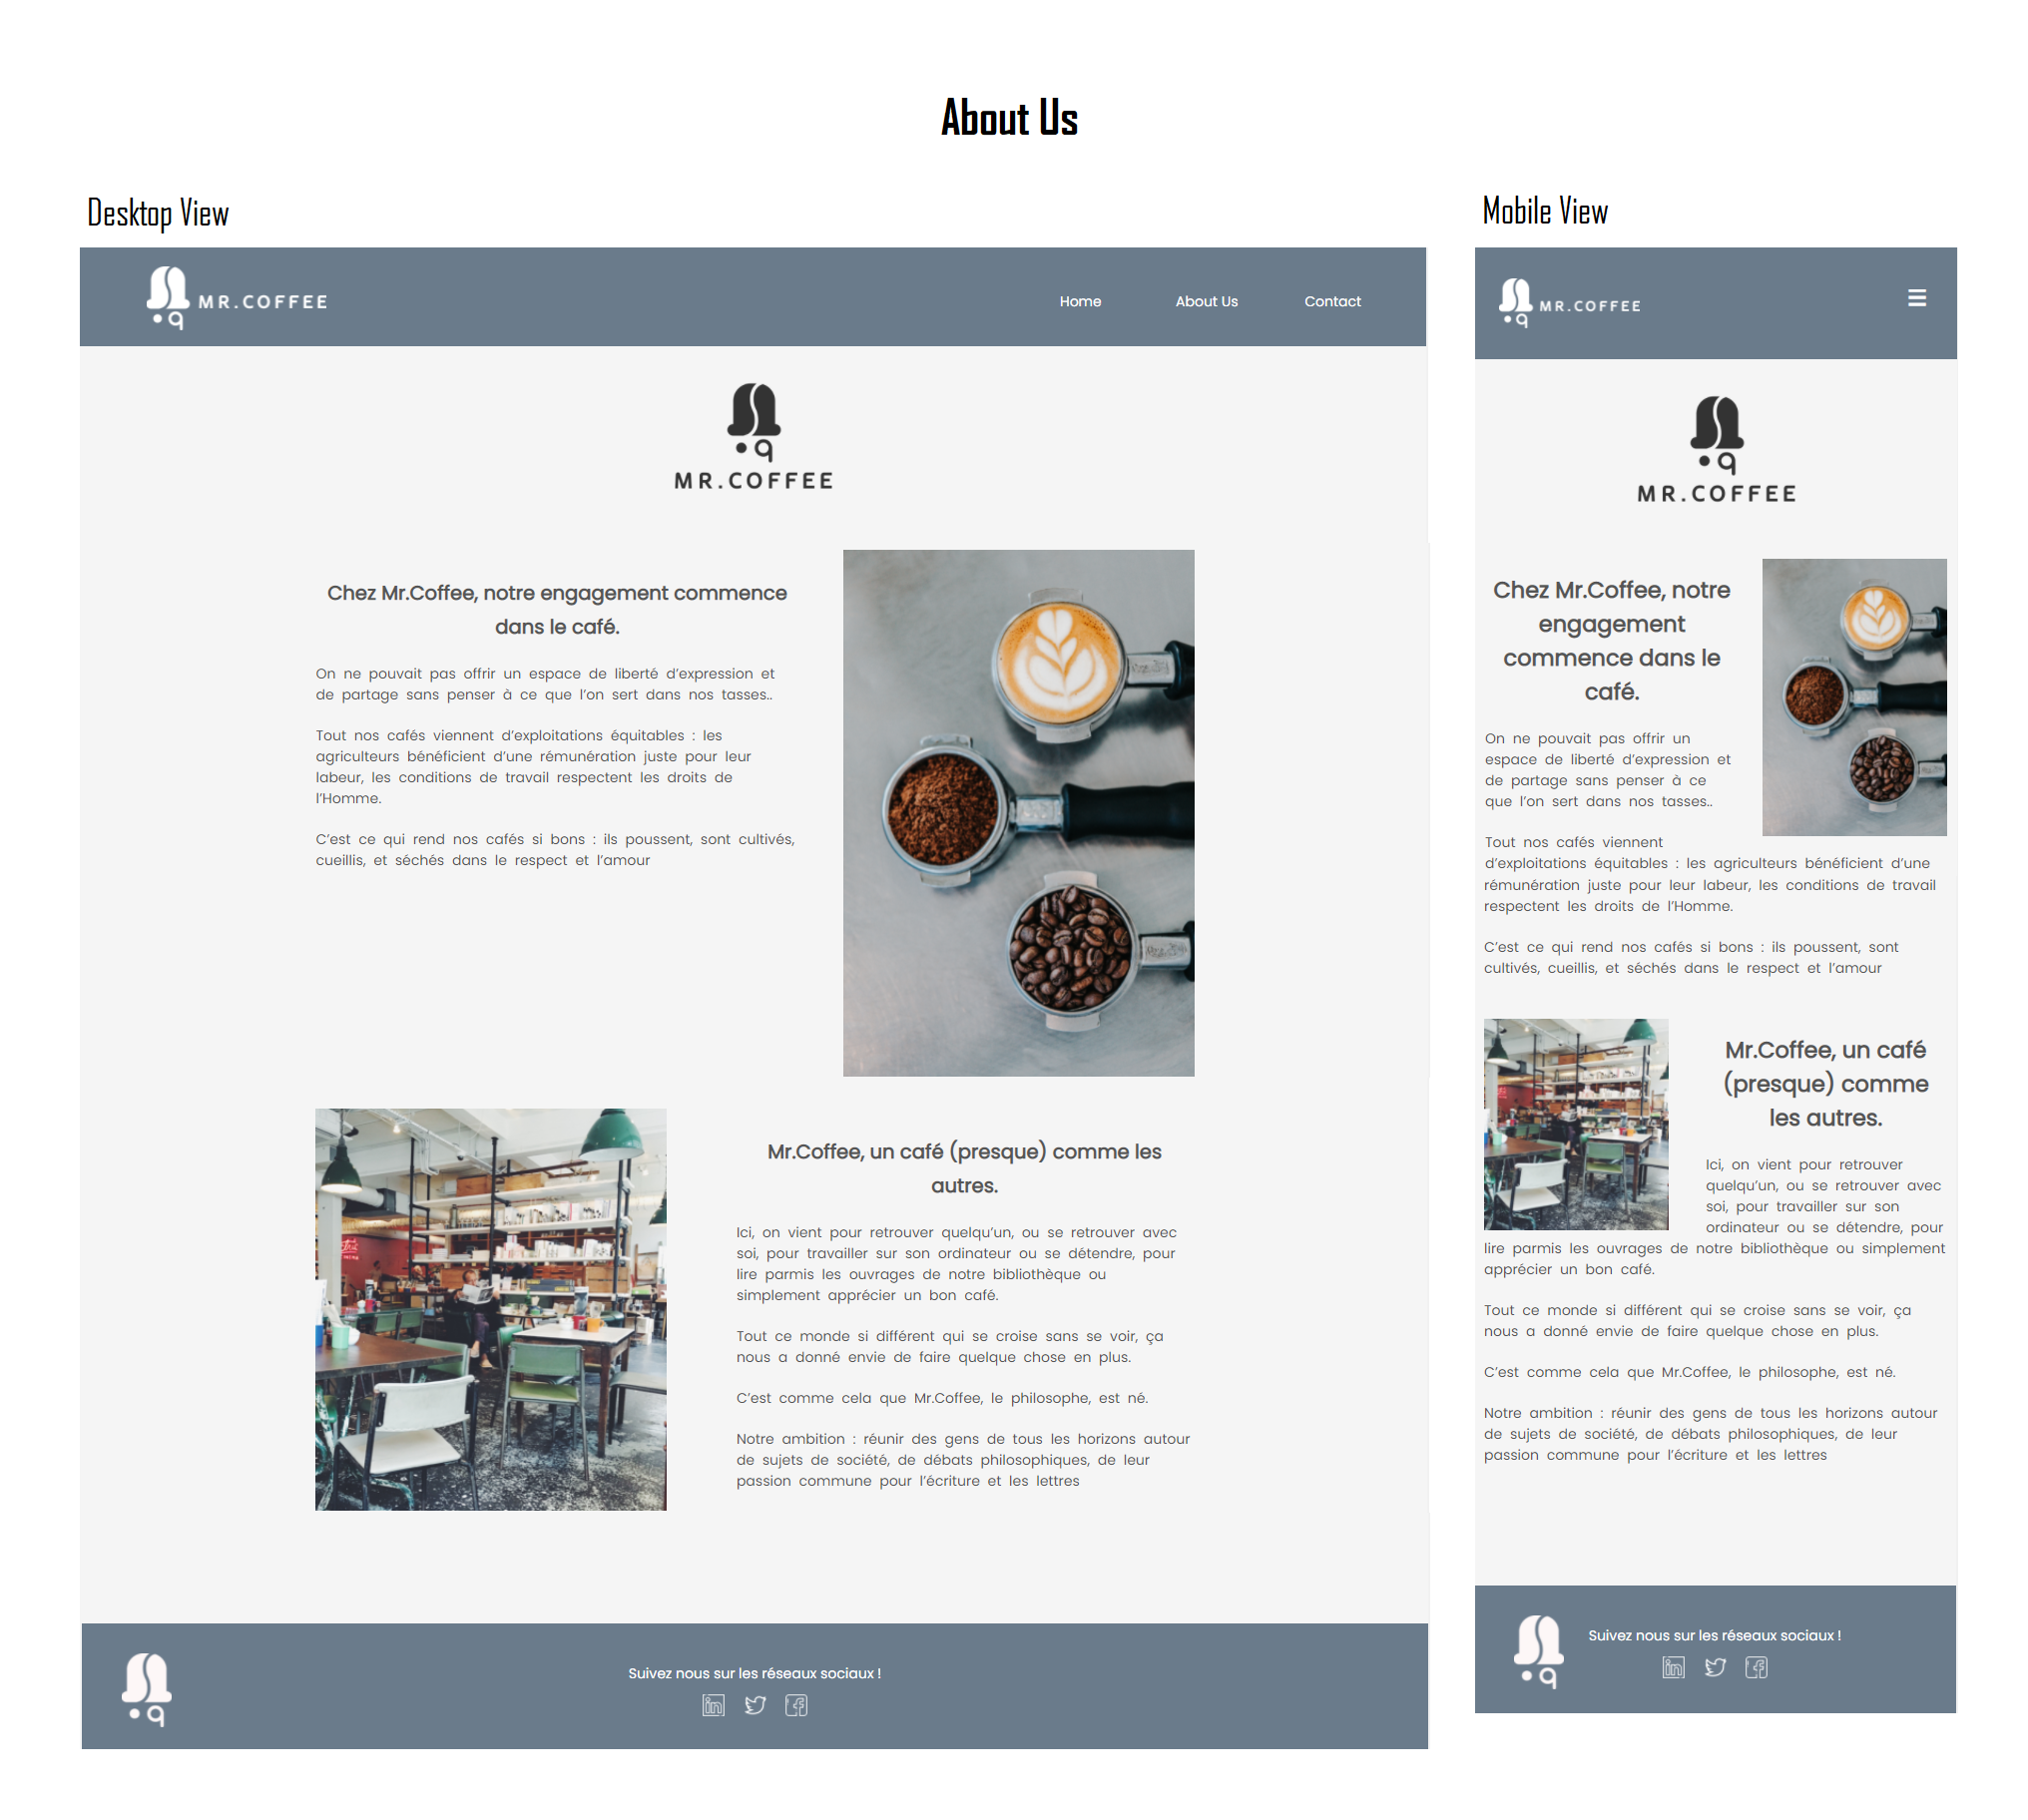 About Us
Desktop View
MR.COFFEE
Home About Us Contact
MR.COFFEE
Chez Mr.Coffee, notre engagement commence
dans le café.
On ne pouvait pas offrir un espace de liberté d’expression et
de partage sans penser à ce que l’on sert dans nos tasses..
Tout nos cafés viennent d’exploitations équitables : les
agriculteurs bénéficient d’une rémunération juste pour leur
labeur, les conditions de travail respectent les droits de
l’Homme.
C’est ce qui rend nos cafés si bons : ils poussent, sont cultivés,
cueillis, et séchés dans le respect et l’amour
Mr.Coffee, un café (presque) comme les
autres.
Ici, on vient pour retrouver quelqu’un, ou se retrouver avec
soi, pour travailler sur son ordinateur ou se détendre, pour
lire parmis les ouvrages de notre bibliothèque ou
simplement apprécier un bon café.
Tout ce monde si différent qui se croise sans se voir, ça
nous a donné envie de faire quelque chose en plus.
C’est comme cela que Mr.Coffee, le philosophe, est né.
Notre ambition : réunir des gens de tous les horizons autour
de sujets de société, de débats philosophiques, de leur
passion commune pour l’écriture et les lettres
Suivez nous sur les réseaux sociaux !
Mobile View
MR.COFFEE
MR.COFFEE
Chez Mr.Coffee, notre
engagement
commence dans le
café.
On ne pouvait pas offrir un
espace de liberté d’expression et
de partage sans penser à ce
que l’on sert dans nos tasses..
Tout nos cafés viennent
d’exploitations équitables : les agriculteurs bénéficient d’une
rémunération juste pour leur labeur, les conditions de travail
respectent les droits de l’Homme.
C’est ce qui rend nos cafés si bons : ils poussent, sont
cultivés, cueillis, et séchés dans le respect et l’amour
Mr.Coffee, un café
(presque) comme
les autres.
Ici, on vient pour retrouver
quelqu’un, ou se retrouver avec
soi, pour travailler sur son
ordinateur ou se détendre, pour
lire parmis les ouvrages de notre bibliothèque ou simplement
apprécier un bon café.
Tout ce monde si différent qui se croise sans se voir, ça
nous a donné envie de faire quelque chose en plus.
C’est comme cela que Mr.Coffee, le philosophe, est né.
Notre ambition : réunir des gens de tous les horizons autour
de sujets de société, de débats philosophiques, de leur
passion commune pour l’écriture et les lettres
Suivez nous sur les réseaux sociaux !